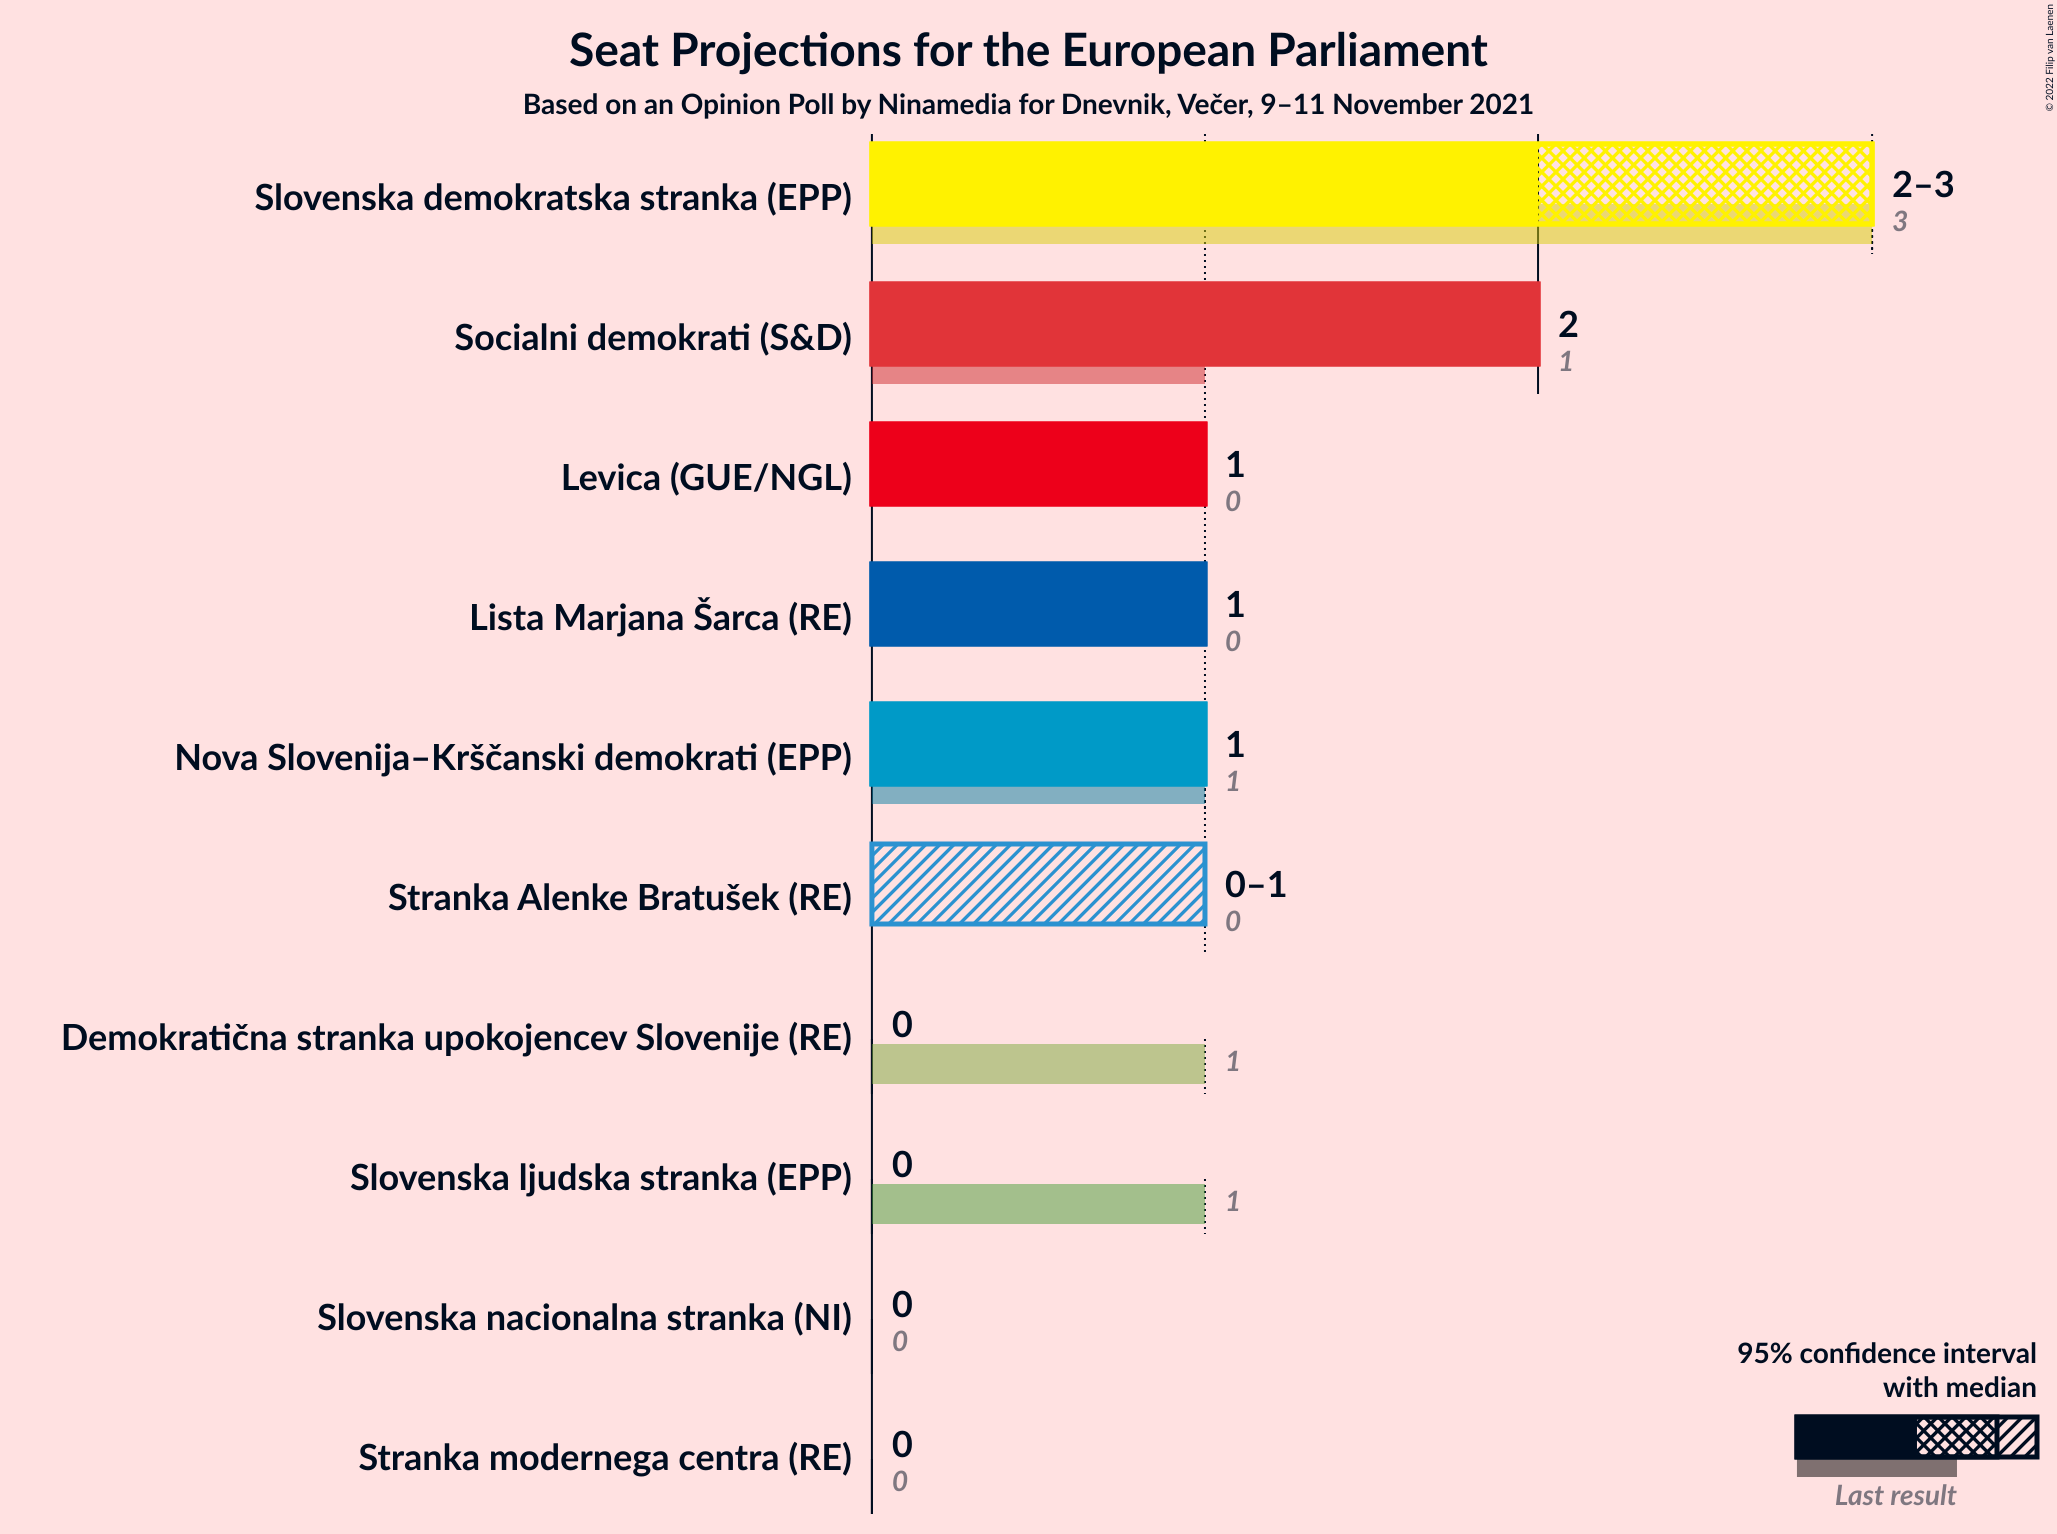 Seat Projections for the European Parliament
Based on an Opinion Poll by Ninamedia for Dnevnik, Večer, 9–11 November 2021
© 2022 Filip van Laenen
Slovenska demokratska stranka (EPP)
2–3
3
Socialni demokrati (S&D)
2
1
Levica (GUE/NGL)
1
0
Lista Marjana Šarca (RE)
1
0
Nova Slovenija–Krščanski demokrati (EPP)
1
1
Stranka Alenke Bratušek (RE)
0–1
0
Demokratična stranka upokojencev Slovenije (RE)
0
1
Slovenska ljudska stranka (EPP)
0
1
Slovenska nacionalna stranka (NI)
0
0
Stranka modernega centra (RE)
0
0
95% confidence interval
with median
Last result